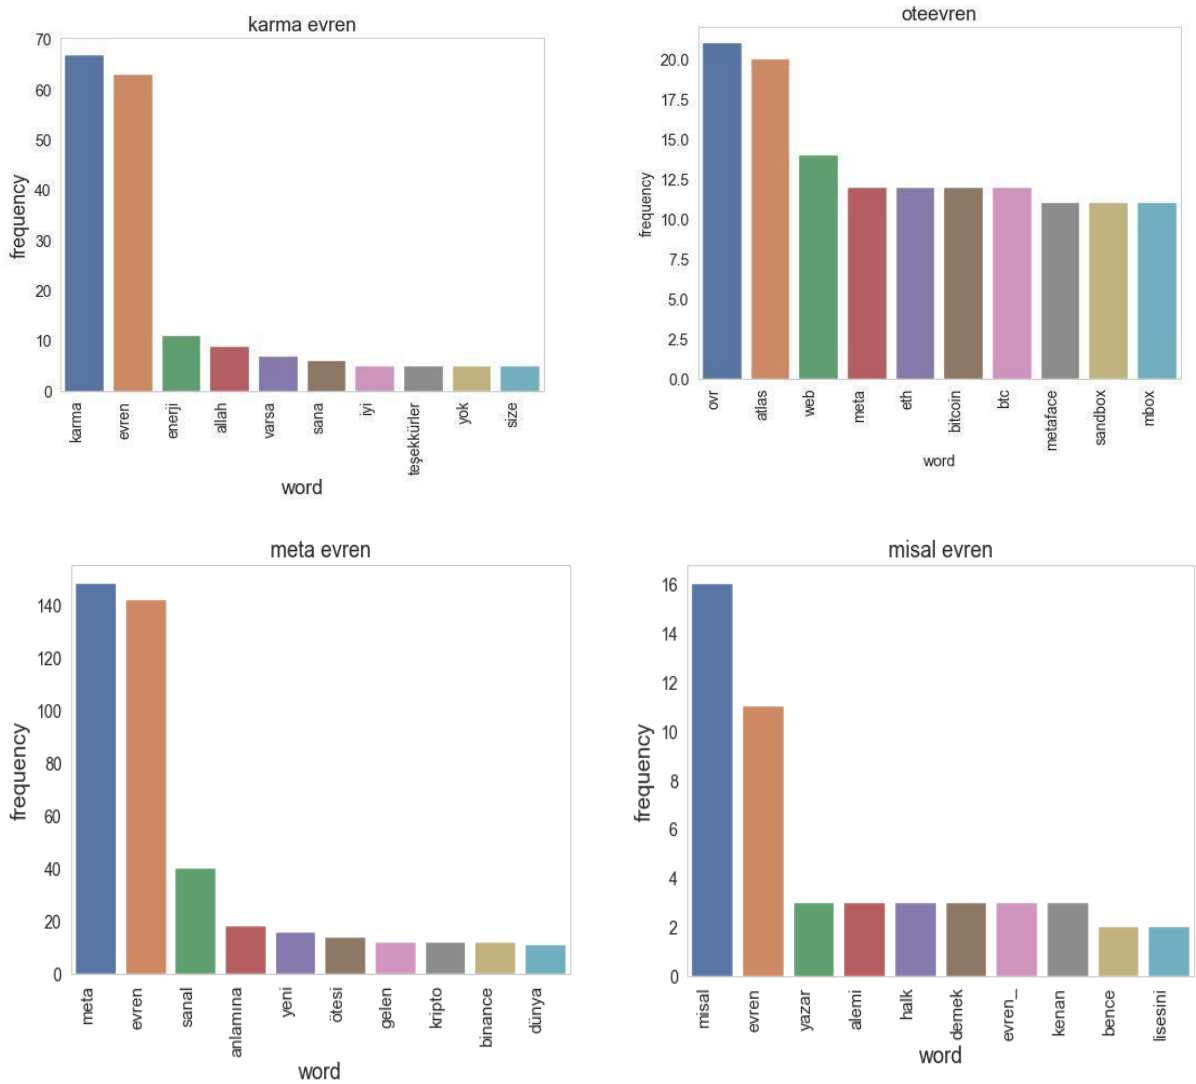 karma evren
70
60
50
40
30
20
10
0
frequency
karma evren enerji allah varsa sana iyi teşekkürler yok size
word
oteevren
20.0
17.5
15.0
12.5
10.0
7.5
5.0
2.5
0.0
frequency
ovr atlas web meta eth bitcoin btc metaface sandbox mbox
word
meta evren
140
120
100
80
60
40
20
0
frequency
meta evren sanal anlamına yeni ötesi gelen kripto binance dünya
word
misal evren
16
14
12
10
8
6
4
2
0
frequency
misal evren yazar alemi halk demek evren_ kenan bence lisesini
word